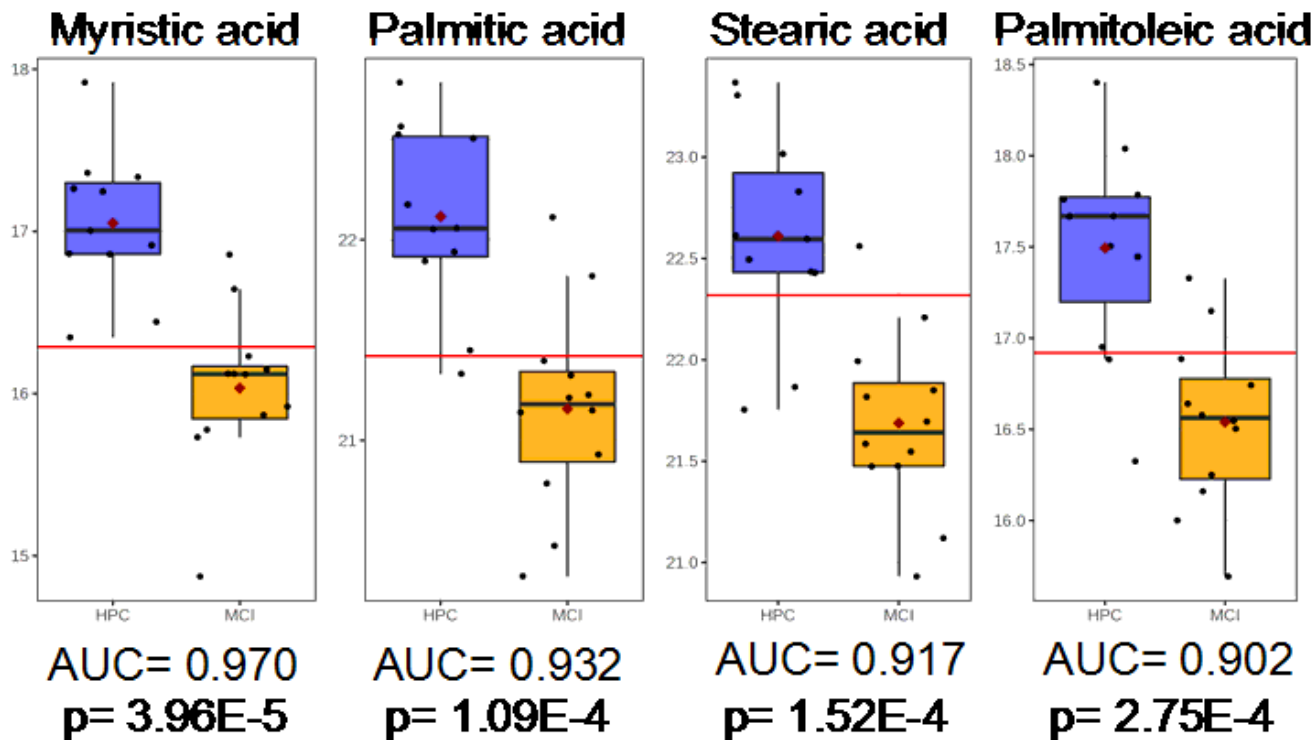 Myristic acid
18
17
16
15
HPC MCI
AUC= 0.970
p= 3.96E-5
Palmitic acid
22
21
HPC MCI
AUC= 0.932
p= 1.09E-4
Stearic acid
23.0
22.5
22.0
21.5
21.0
HPC MCI
AUC= 0.917
p= 1.52E-4
Palmitoleic acid
18.5
18.0
17.5
17.0
16.5
16.0
HPC MCI
AUC= 0.902
p= 2.75E-4